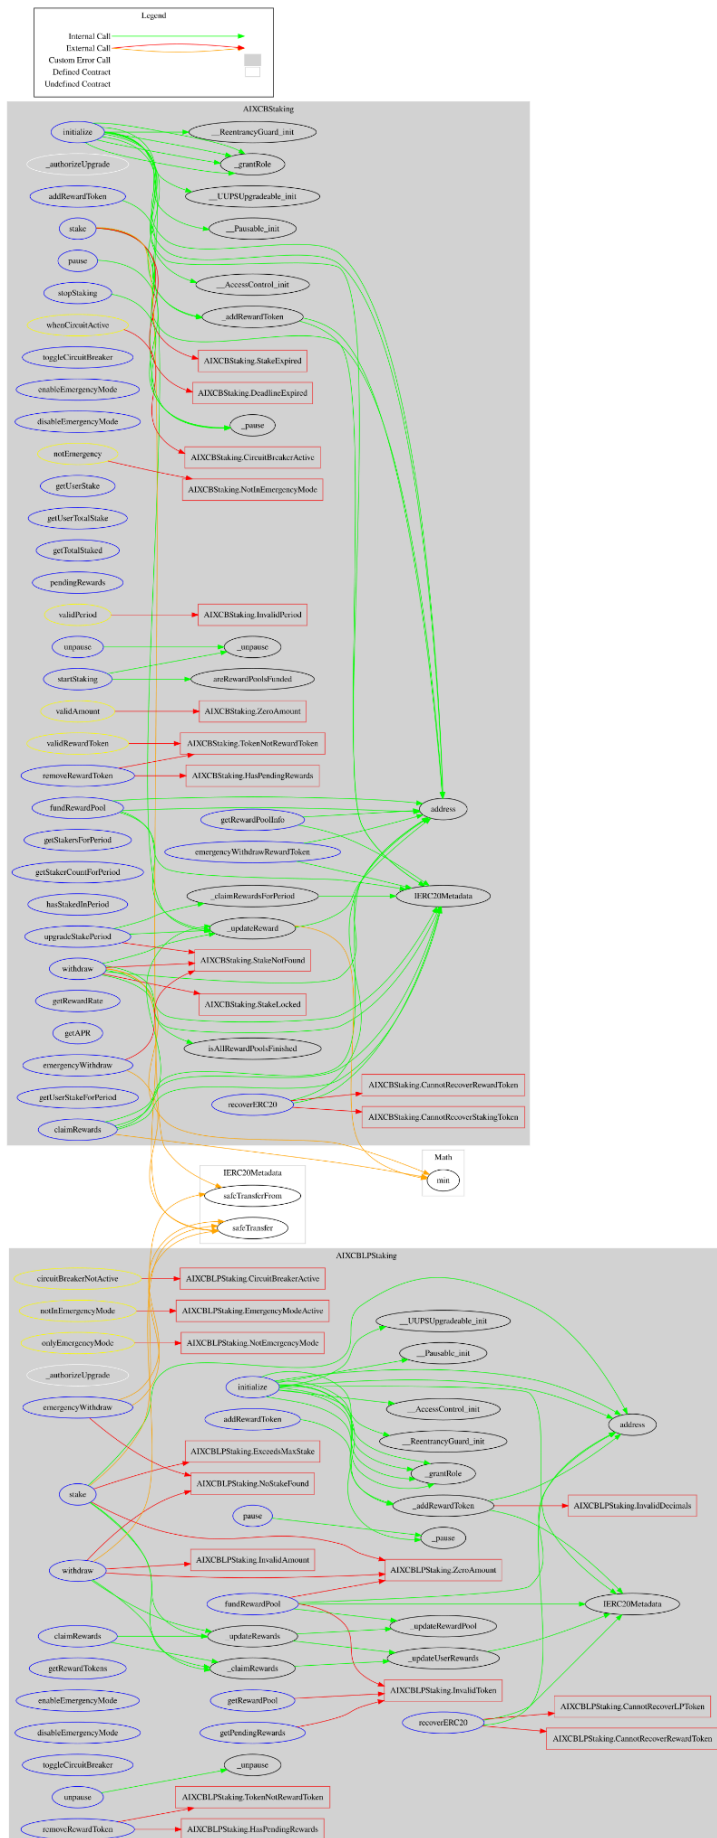 Legend
Internal Call
External Call
Custom Error Call
Defined Contract
Undefined Contract
AIXCBStaking
initialize
__ReentrancyGuard_init
_authorizeUpgrade
_grantRole
addRewardToken
__UUPSUpgradeable_init
stake
__Pausable_init
pause
stopStaking
__AccessControl_init
whenCircuitActive
_addRewardToken
toggleCircuitBreaker
AIXCBStaking.StakeExpired
enableEmergencyMode
AIXCBStaking.DeadlineExpired
disableEmergencyMode
_pause
notEmergency
AIXCBStaking.CircuitBreakerActive
getUserStake
AIXCBStaking.NotInEmergencyMode
getUserTotalStake
getTotalStaked
pendingRewards
validPeriod
AIXCBStaking.InvalidPeriod
unpause
_unpause
startStaking
areRewardPoolsFunded
validAmount
AIXCBStaking.ZeroAmount
validRewardToken
AIXCBStaking.TokenNotRewardToken
removeRewardToken
AIXCBStaking.HasPendingRewards
fundRewardPool
getRewardPoolInfo
address
getStakersForPeriod
emergencyWithdrawRewardToken
getStakerCountForPeriod
hasStakedInPeriod
_claimRewardsForPeriod
IERC20Metadata
upgradeStakePeriod
_updateReward
withdraw
AIXCBStaking.StakeNotFound
getRewardRate
AIXCBStaking.StakeLocked
getAPR
isAllRewardPoolsFinished
emergencyWithdraw
AIXCBStaking.CannotRecoverRewardToken
getUserStakeForPeriod
recoverERC20
claimRewards
AIXCBStaking.CannotRecoverStakingToken
Math
min
IERC20Metadata
safeTransferFrom
safeTransfer
AIXCBLPStaking
circuitBreakerNotActive
AIXCBLPStaking.CircuitBreakerActive
notInEmergencyMode
AIXCBLPStaking.EmergencyModeActive
__UUPSUpgradeable_init
onlyEmergencyMode
AIXCBLPStaking.NotEmergencyMode
__Pausable_init
_authorizeUpgrade
initialize
emergencyWithdraw
__AccessControl_init
addRewardToken
address
__ReentrancyGuard_init
AIXCBLPStaking.ExceedsMaxStake
_grantRole
AIXCBLPStaking.NoStakeFound
stake
_addRewardToken
AIXCBLPStaking.InvalidDecimals
pause
_pause
AIXCBLPStaking.InvalidAmount
withdraw
AIXCBLPStaking.ZeroAmount
fundRewardPool
IERC20Metadata
_updateRewardPool
claimRewards
updateRewards
_updateUserRewards
getRewardTokens
_claimRewards
AIXCBLPStaking.InvalidToken
enableEmergencyMode
getRewardPool
AIXCBLPStaking.CannotRecoverLPToken
disableEmergencyMode
getPendingRewards
recoverERC20
AIXCBLPStaking.CannotRecoverRewardToken
toggleCircuitBreaker
_unpause
unpause
AIXCBLPStaking.TokenNotRewardToken
removeRewardToken
AIXCBLPStaking.HasPendingRewards